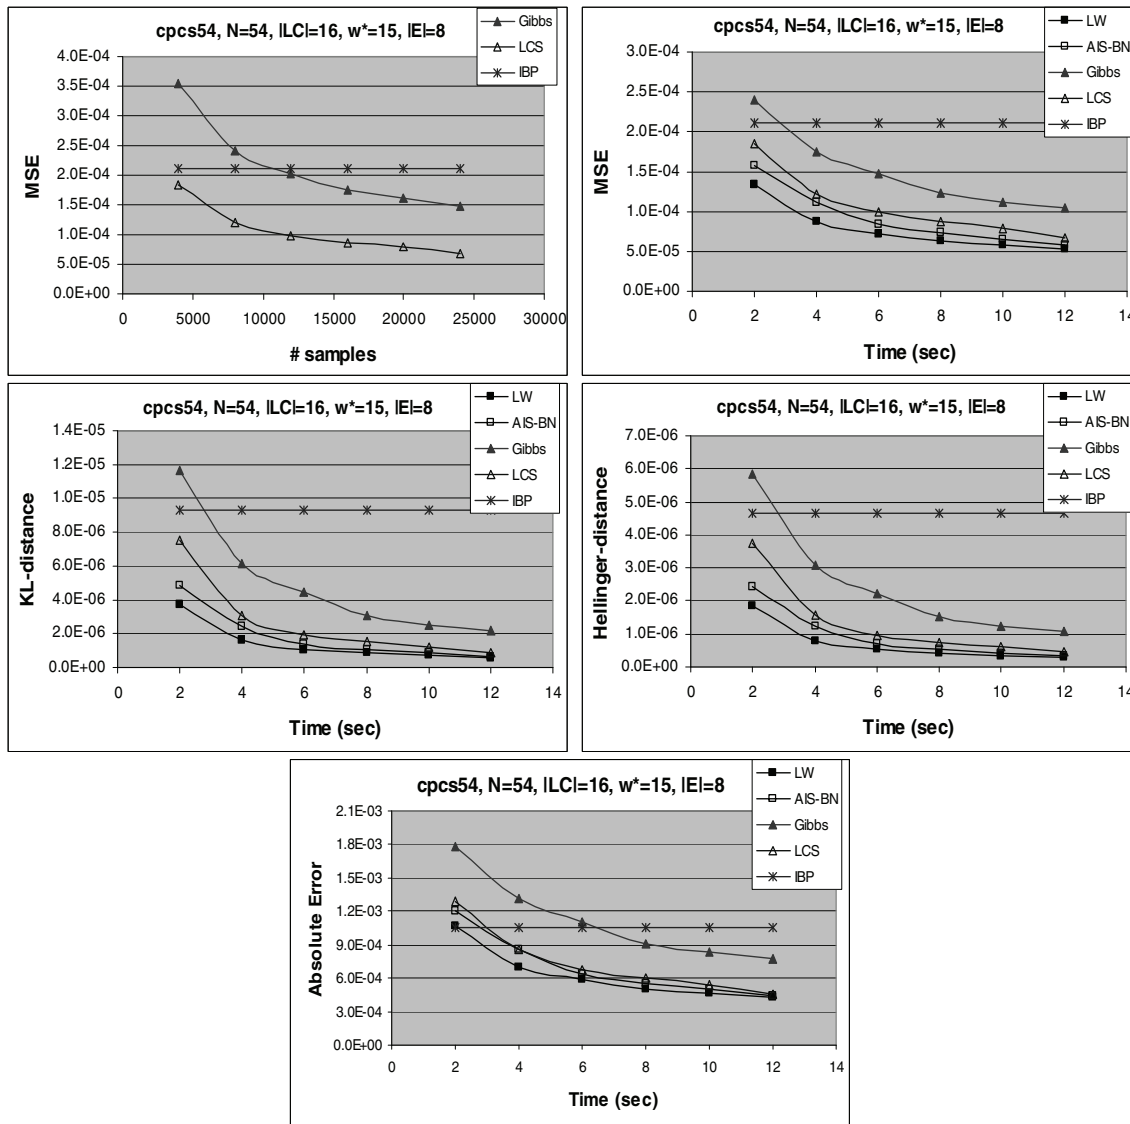 cpcs54, N=54, |LC|=16, w*=15, |E|=8
Gibbs
LCS
IBP
4.0E-04
3.5E-04
3.0E-04
2.5E-04
2.0E-04
1.5E-04
1.0E-04
5.0E-05
0.0E+00
MSE
0 5000 10000 15000 20000 25000 30000
# samples
cpcs54, N=54, |LC|=16, w*=15, |E|=8
LW
AIS-BN
Gibbs
LCS
IBP
3.0E-04
2.5E-04
2.0E-04
1.5E-04
1.0E-04
5.0E-05
0.0E+00
MSE
0 2 4 6 8 10 12 14
Time (sec)
cpcs54, N=54, |LC|=16, w*=15, |E|=8
LW
AIS-BN
Gibbs
LCS
IBP
1.4E-05
1.2E-05
1.0E-05
8.0E-06
6.0E-06
4.0E-06
2.0E-06
0.0E+00
KL-distance
0 2 4 6 8 10 12 14
Time (sec)
cpcs54, N=54, |LC|=16, w*=15, |E|=8
LW
AIS-BN
Gibbs
LCS
IBP
7.0E-06
6.0E-06
5.0E-06
4.0E-06
3.0E-06
2.0E-06
1.0E-06
0.0E+00
Hellinger-distance
0 2 4 6 8 10 12 14
Time (sec)
cpcs54, N=54, |LC|=16, w*=15, |E|=8
LW
AIS-BN
Gibbs
LCS
IBP
2.1E-03
1.8E-03
1.5E-03
1.2E-03
9.0E-04
6.0E-04
3.0E-04
0.0E+00
Absolute Error
0 2 4 6 8 10 12 14
Time (sec)